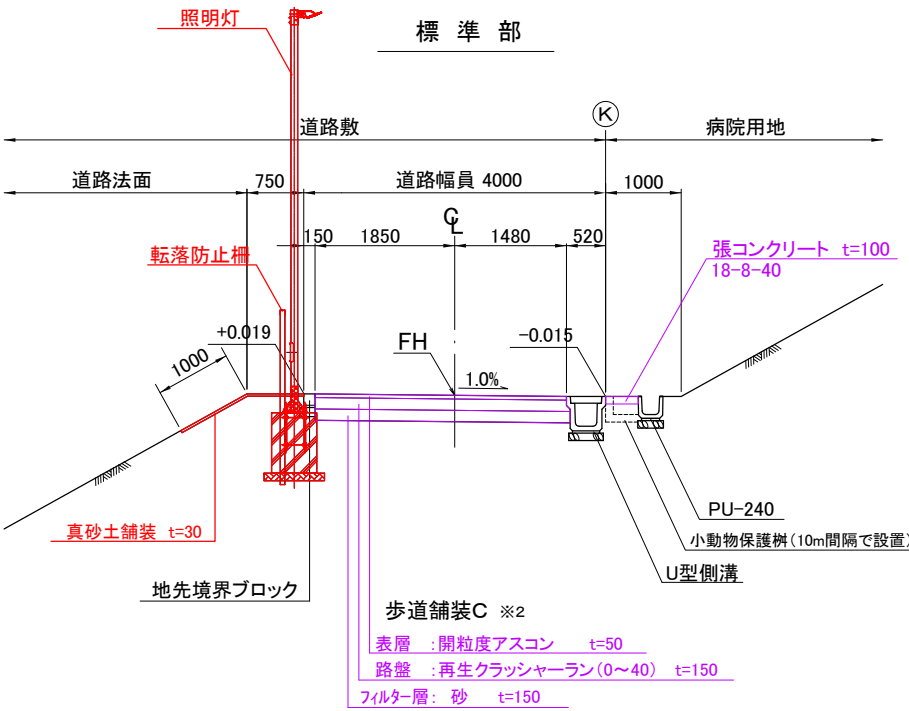 照明灯
標 準 部
K
道路敷
病院用地
道路法面
750
道路幅員 4000
1000
CL
150
1850
1480
520
転落防止柵
張コンクリート t=100
18-8-40
+0.019
FH
-0.015
1000
1.0%
PU-240
真砂土舗装 t=30
小動物保護桝(10m間隔で設置)
U型側溝
地先境界ブロック
歩道舗装C ※2
表層 :開粒度アスコン t=50
路盤 :再生クラッシャーラン(0~40) t=150
フィルター層: 砂 t=150